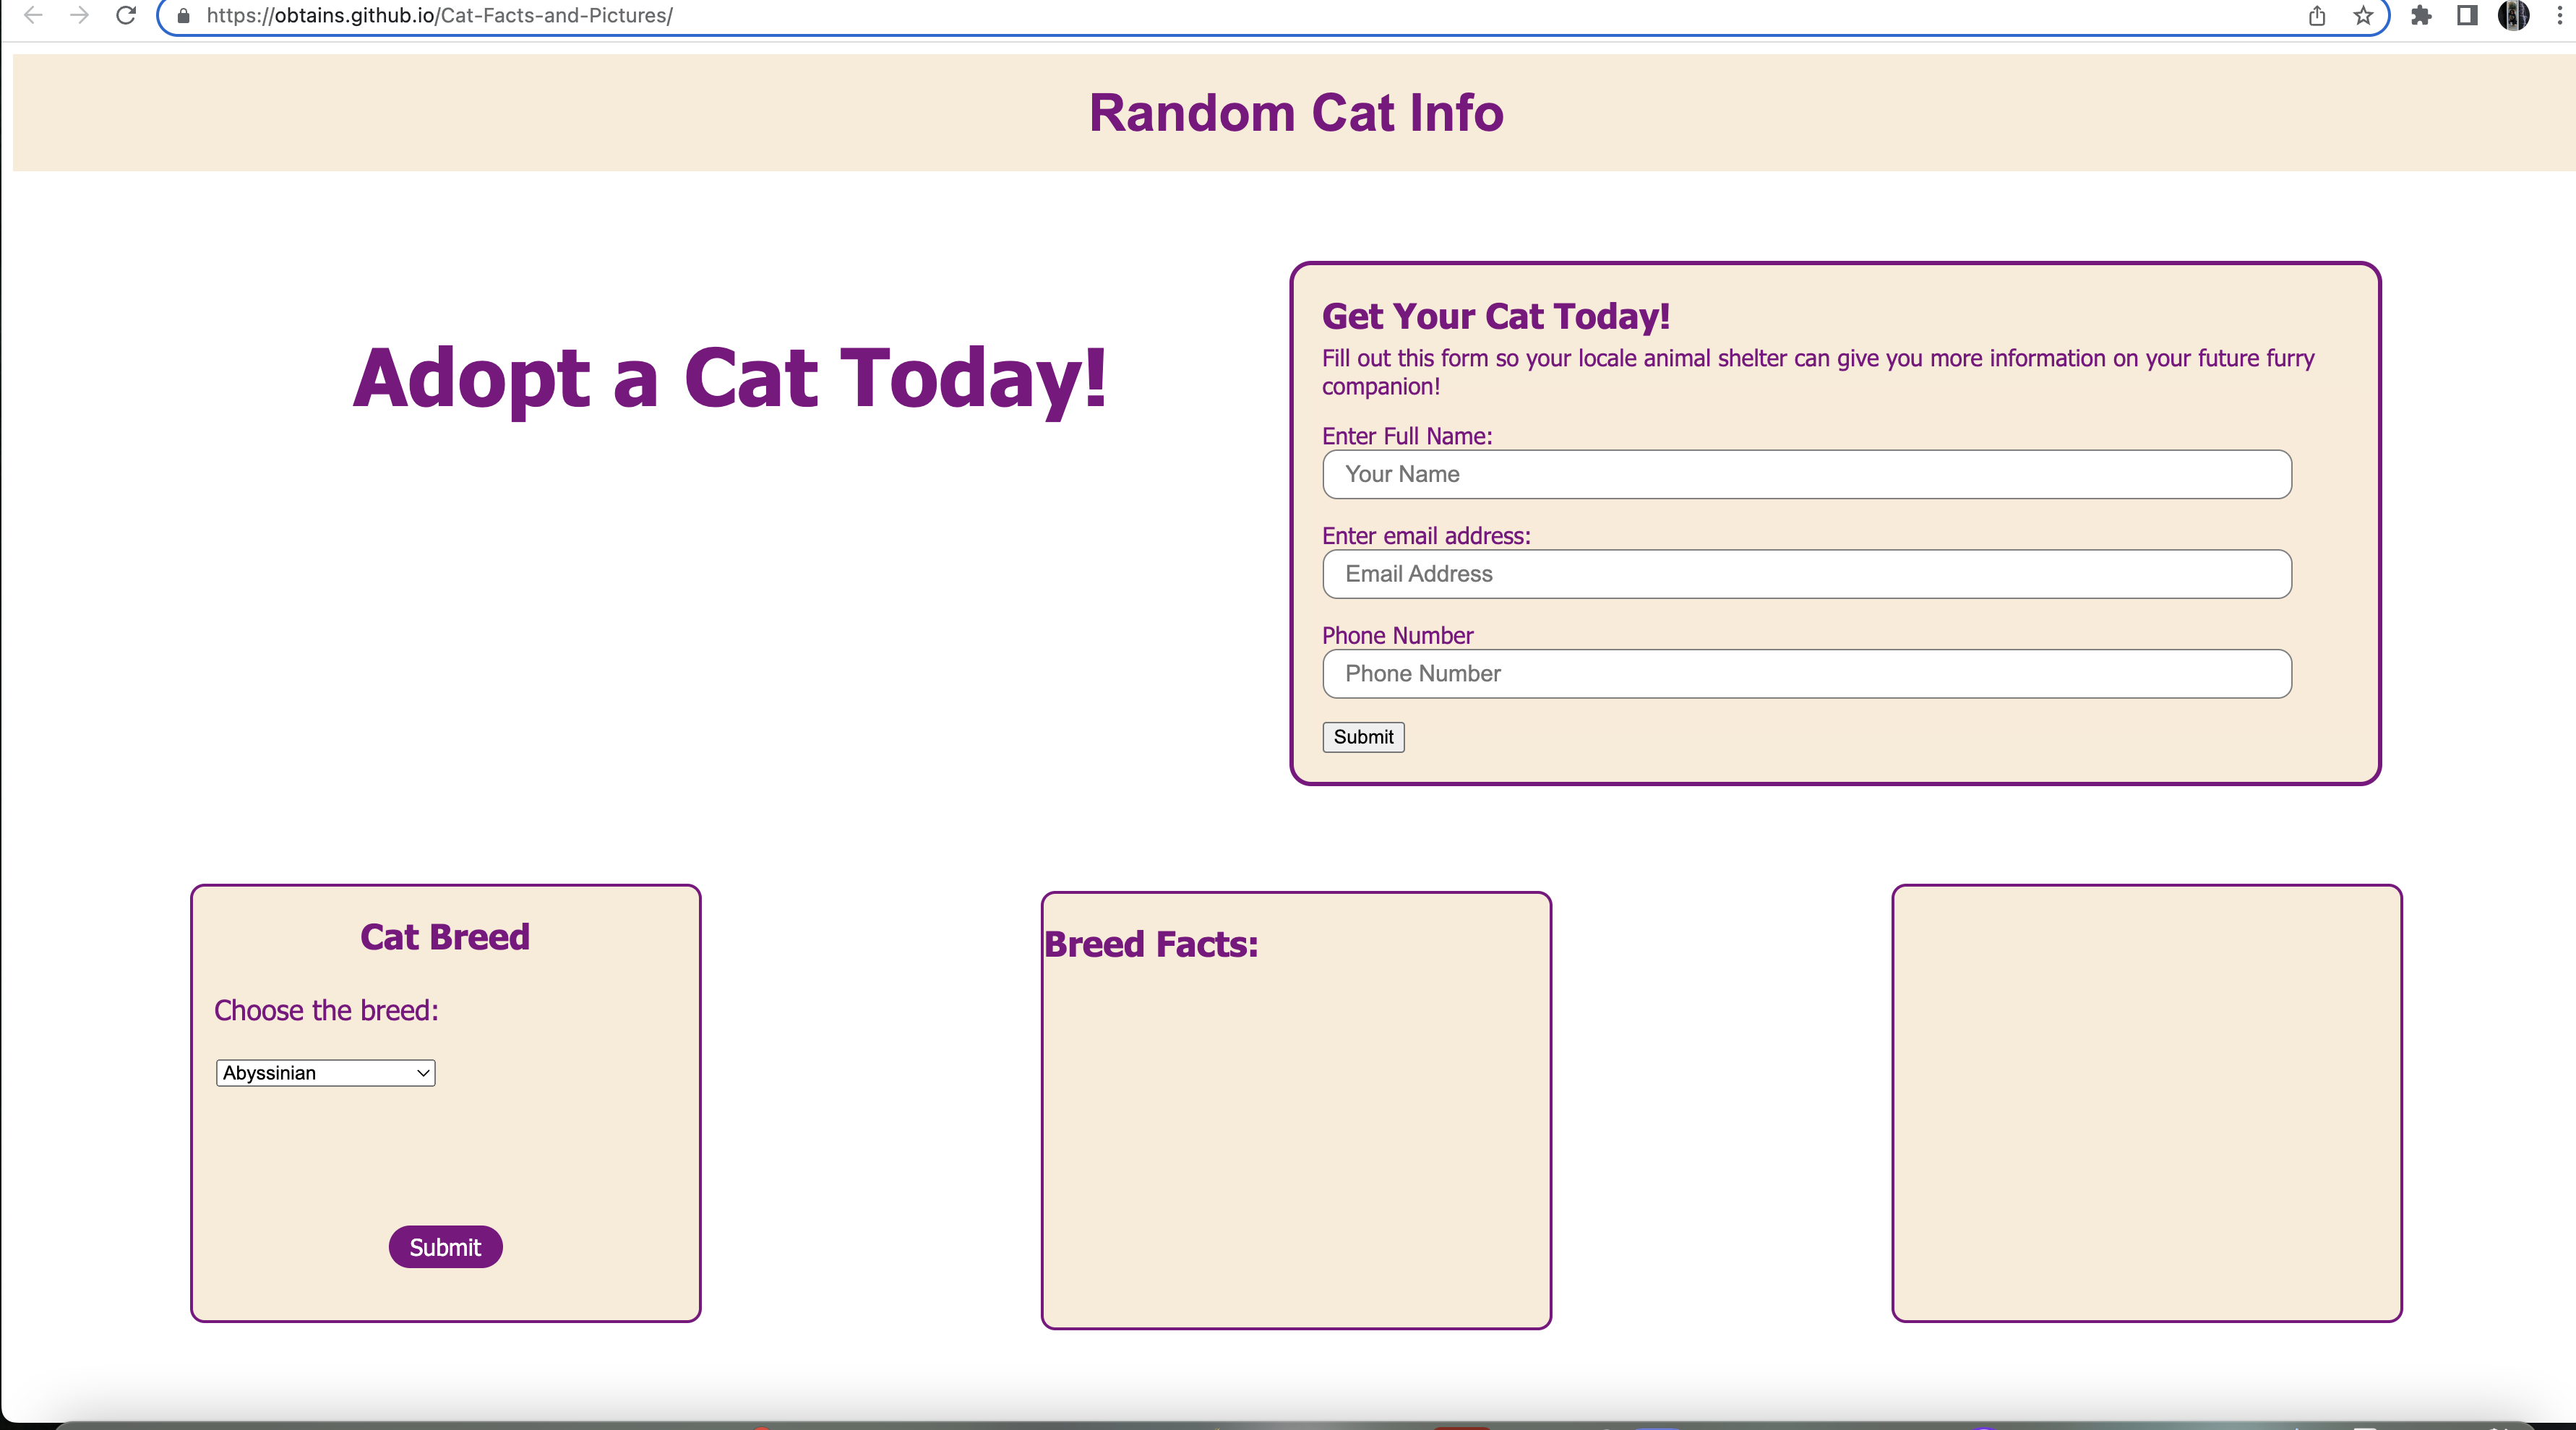 https://obtains.github.io/Cat-Facts-and-Pictures/
Random Cat Info
Adopt a Cat Today!
Get Your Cat Today!
Fill out this form so your locale animal shelter can give you more information on your future furry
companion!
Enter Full Name:
Your Name
Enter email address:
Email Address
Phone Number
Phone Number
Submit
Cat Breed
Choose the breed:
Abyssinian
Submit
Breed Facts: